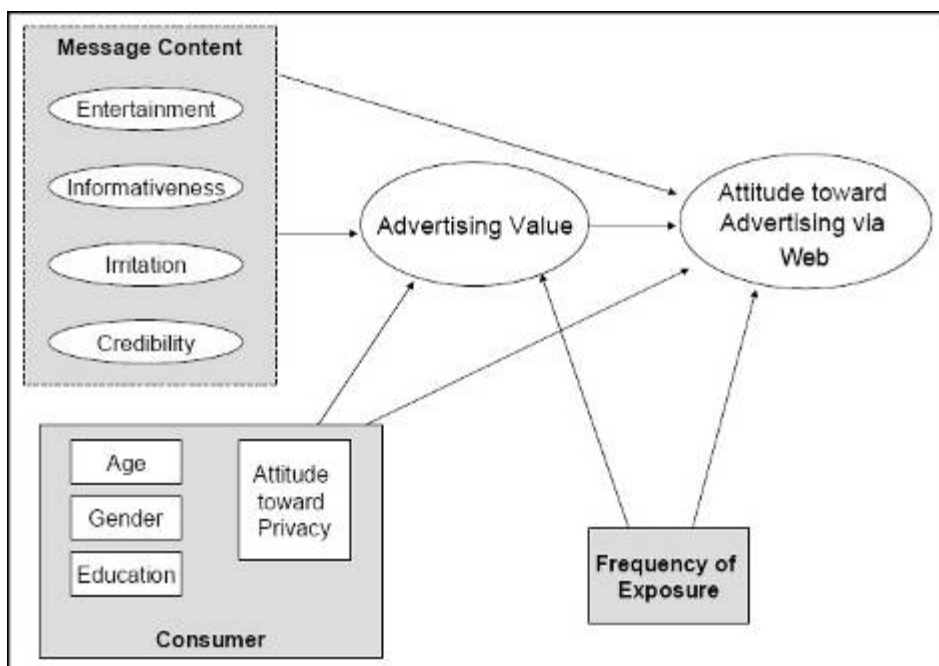 Message Content
Entertainment
Informativeness
Irritation
Credibility
Advertising Value
Attitude toward
Advertising via
Web
Age
Gender
Education
Attitude
toward
Privacy
Consumer
Frequency of
Exposure